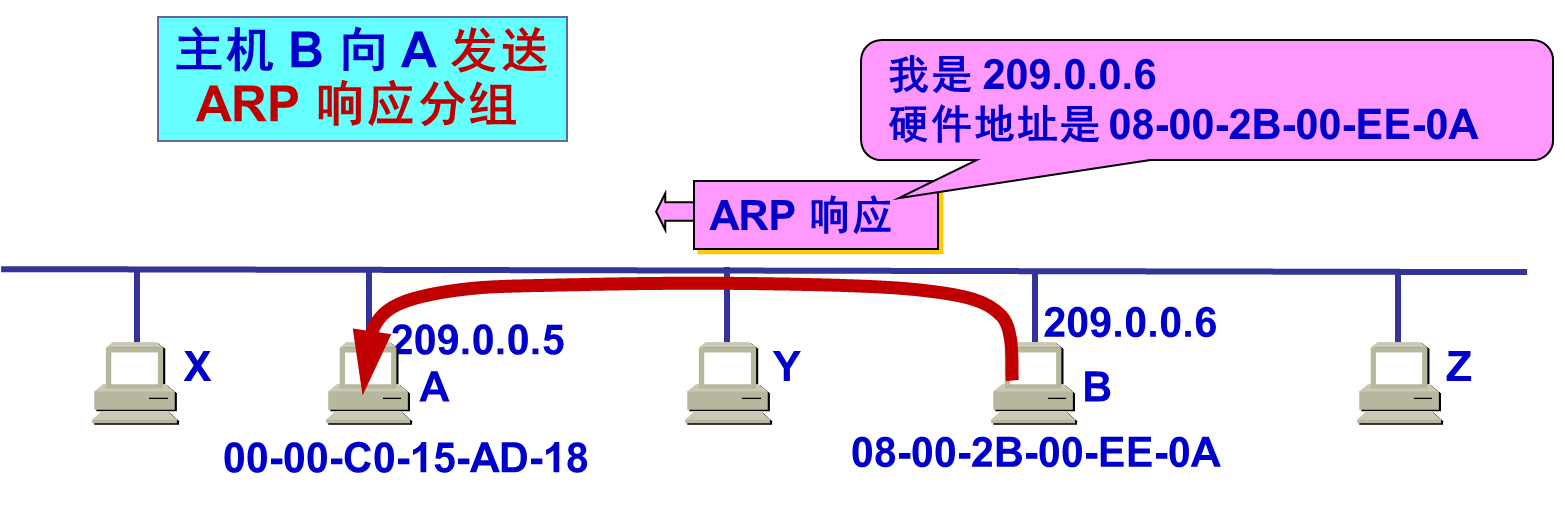 主机 B 向 A 发送
ARP 响应分组
我是 209.0.0.6
硬件地址是 08-00-2B-00-EE-0A
ARP 响应
209.0.0.5
209.0.0.6
X
A
Y
B
Z
00-00-C0-15-AD-18
08-00-2B-00-EE-0A